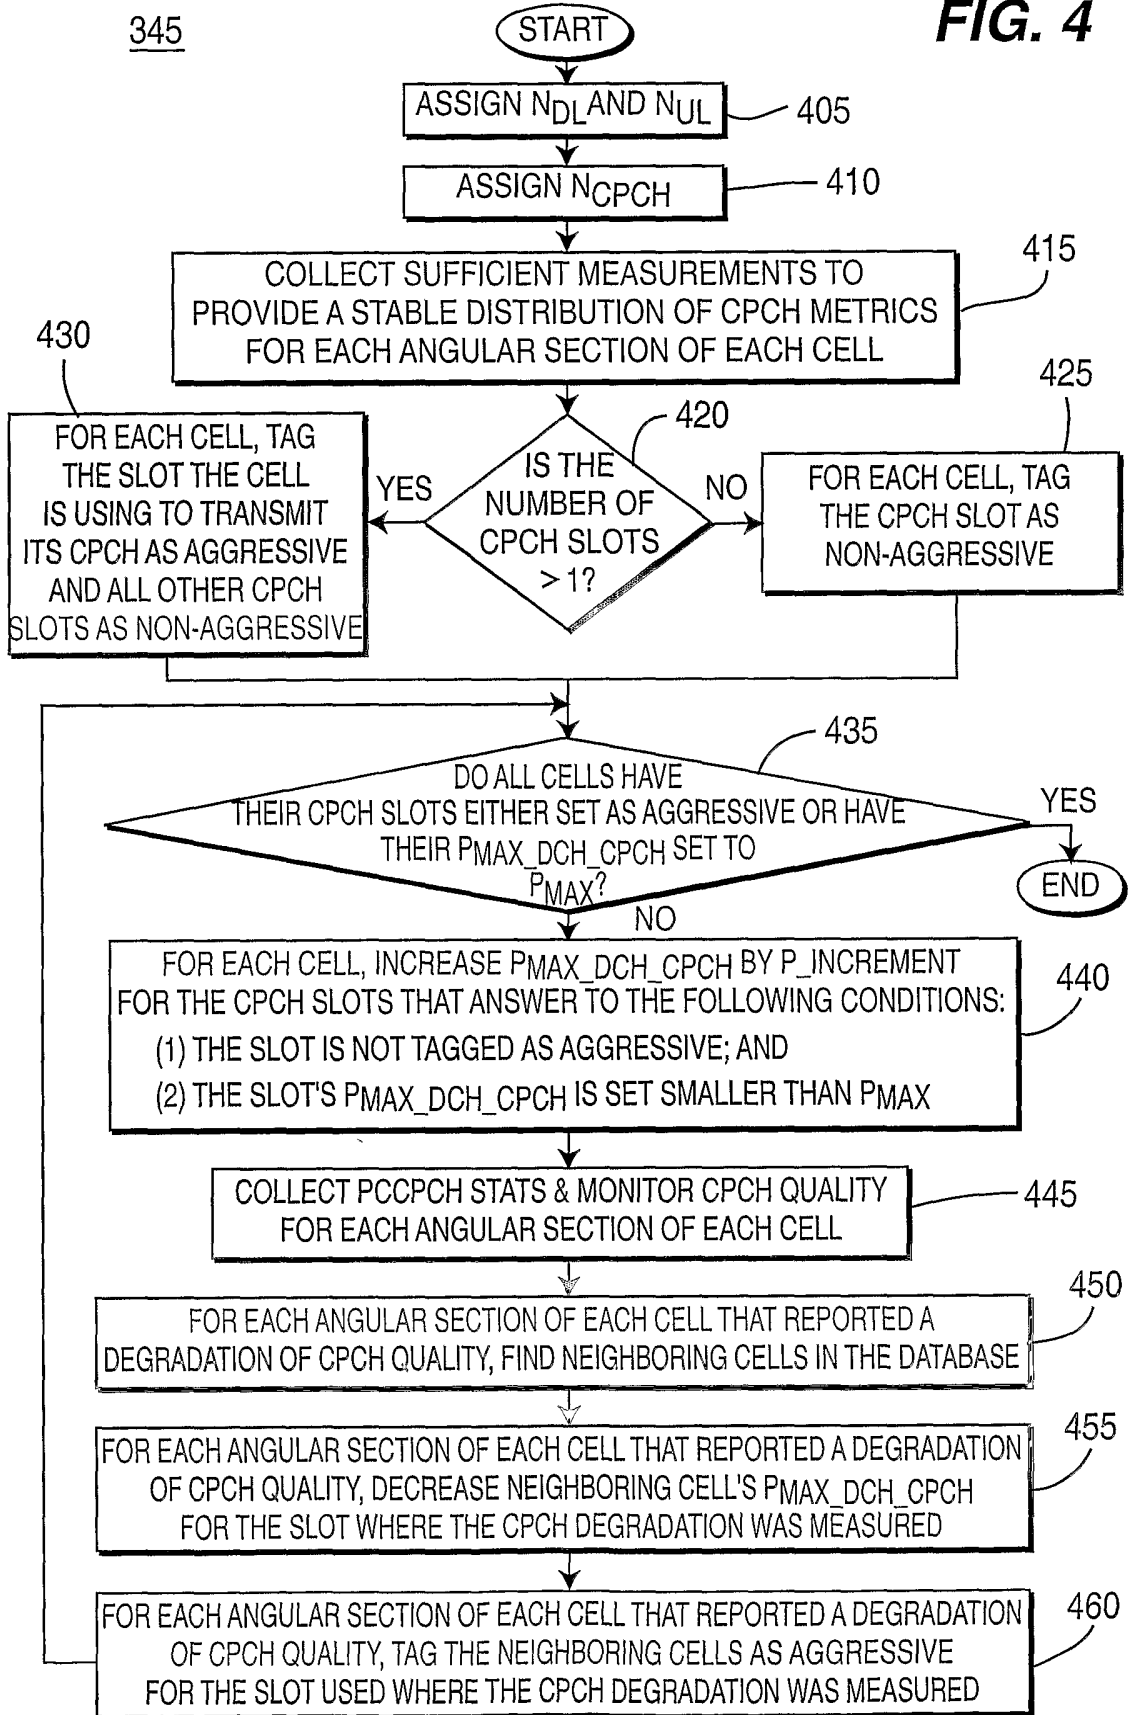 345
START
FIG. 4
ASSIGN NDL AND NUL
405
ASSIGN NCPCH
410
COLLECT SUFFICIENT MEASUREMENTS TO
PROVIDE A STABLE DISTRIBUTION OF CPCH METRICS
FOR EACH ANGULAR SECTION OF EACH CELL
415
430
FOR EACH CELL, TAG
THE SLOT THE CELL
IS USING TO TRANSMIT
ITS CPCH AS AGGRESSIVE
AND ALL OTHER CPCH
SLOTS AS NON-AGGRESSIVE
YES
420
IS THE
NUMBER OF
CPCH SLOTS
> 1?
NO
425
FOR EACH CELL, TAG
THE CPCH SLOT AS
NON-AGGRESSIVE
435
DO ALL CELLS HAVE
THEIR CPCH SLOTS EITHER SET AS AGGRESSIVE OR HAVE
THEIR PMAX_DCH_CPCH SET TO
PMAX?
YES
END
NO
FOR EACH CELL, INCREASE PMAX_DCH_CPCH BY P_INCREMENT
FOR THE CPCH SLOTS THAT ANSWER TO THE FOLLOWING CONDITIONS:
(1) THE SLOT IS NOT TAGGED AS AGGRESSIVE; AND
(2) THE SLOT'S PMAX_DCH_CPCH IS SET SMALLER THAN PMAX
440
COLLECT PCCPCH STATS & MONITOR CPCH QUALITY
FOR EACH ANGULAR SECTION OF EACH CELL
445
FOR EACH ANGULAR SECTION OF EACH CELL THAT REPORTED A
DEGRADATION OF CPCH QUALITY, FIND NEIGHBORING CELLS IN THE DATABASE
450
FOR EACH ANGULAR SECTION OF EACH CELL THAT REPORTED A DEGRADATION
OF CPCH QUALITY, DECREASE NEIGHBORING CELL'S PMAX_DCH_CPCH
FOR THE SLOT WHERE THE CPCH DEGRADATION WAS MEASURED
455
FOR EACH ANGULAR SECTION OF EACH CELL THAT REPORTED A DEGRADATION
OF CPCH QUALITY, TAG THE NEIGHBORING CELLS AS AGGRESSIVE
FOR THE SLOT USED WHERE THE CPCH DEGRADATION WAS MEASURED
460